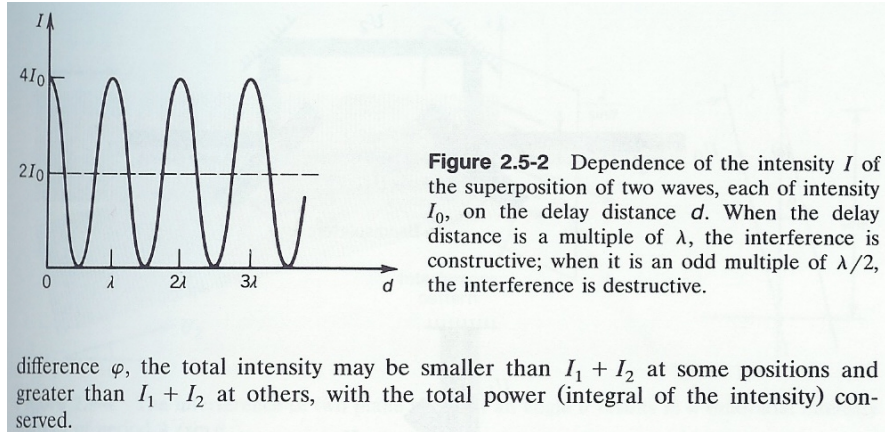 I
4I0
2I0
0 λ 2λ 3λ d
Figure 2.5-2 Dependence of the intensity I of
the superposition of two waves, each of intensity
I0, on the delay distance d. When the delay
distance is a multiple of λ, the interference is
constructive; when it is an odd multiple of λ/2,
the interference is destructive.
difference φ, the total intensity may be smaller than I1 + I2 at some positions and
greater than I1 + I2 at others, with the total power (integral of the intensity) con-
served.